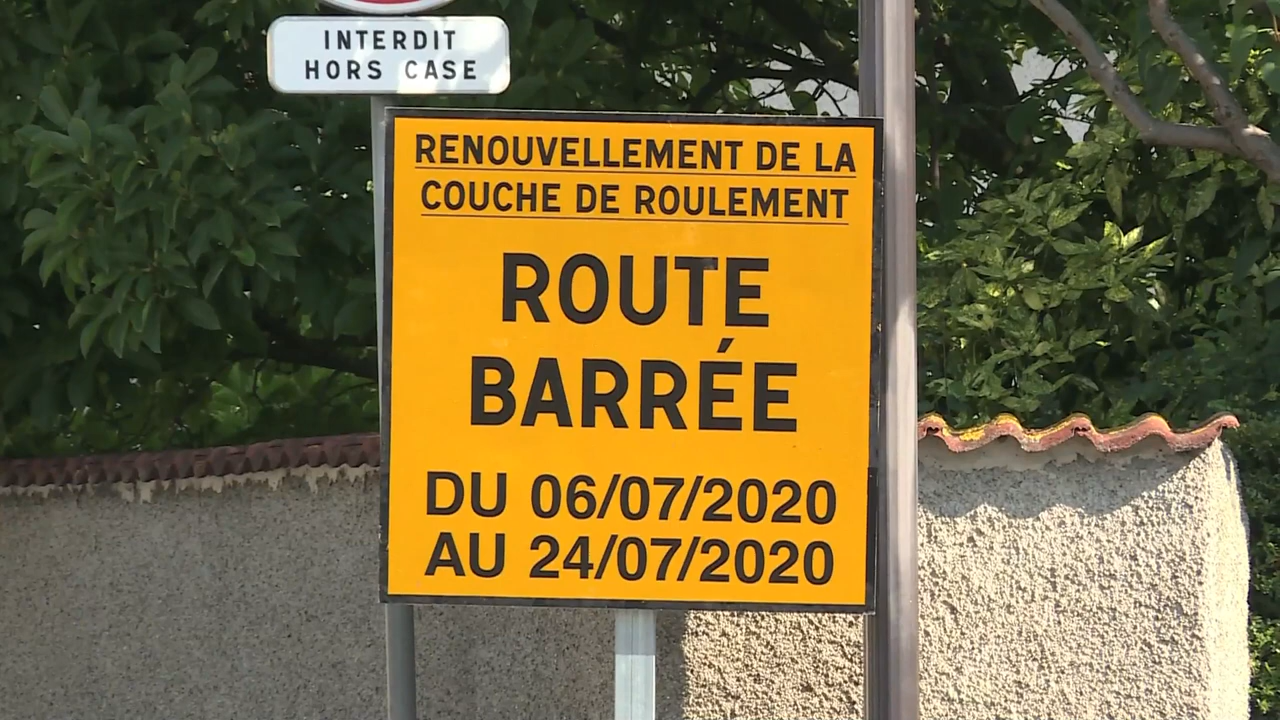 INTERDIT
HORS CASE
RENOUVELLEMENT DE LA
COUCHE DE ROULEMENT
ROUTE
BARRÉE
DU 06/07/2020
AU 24/07/2020